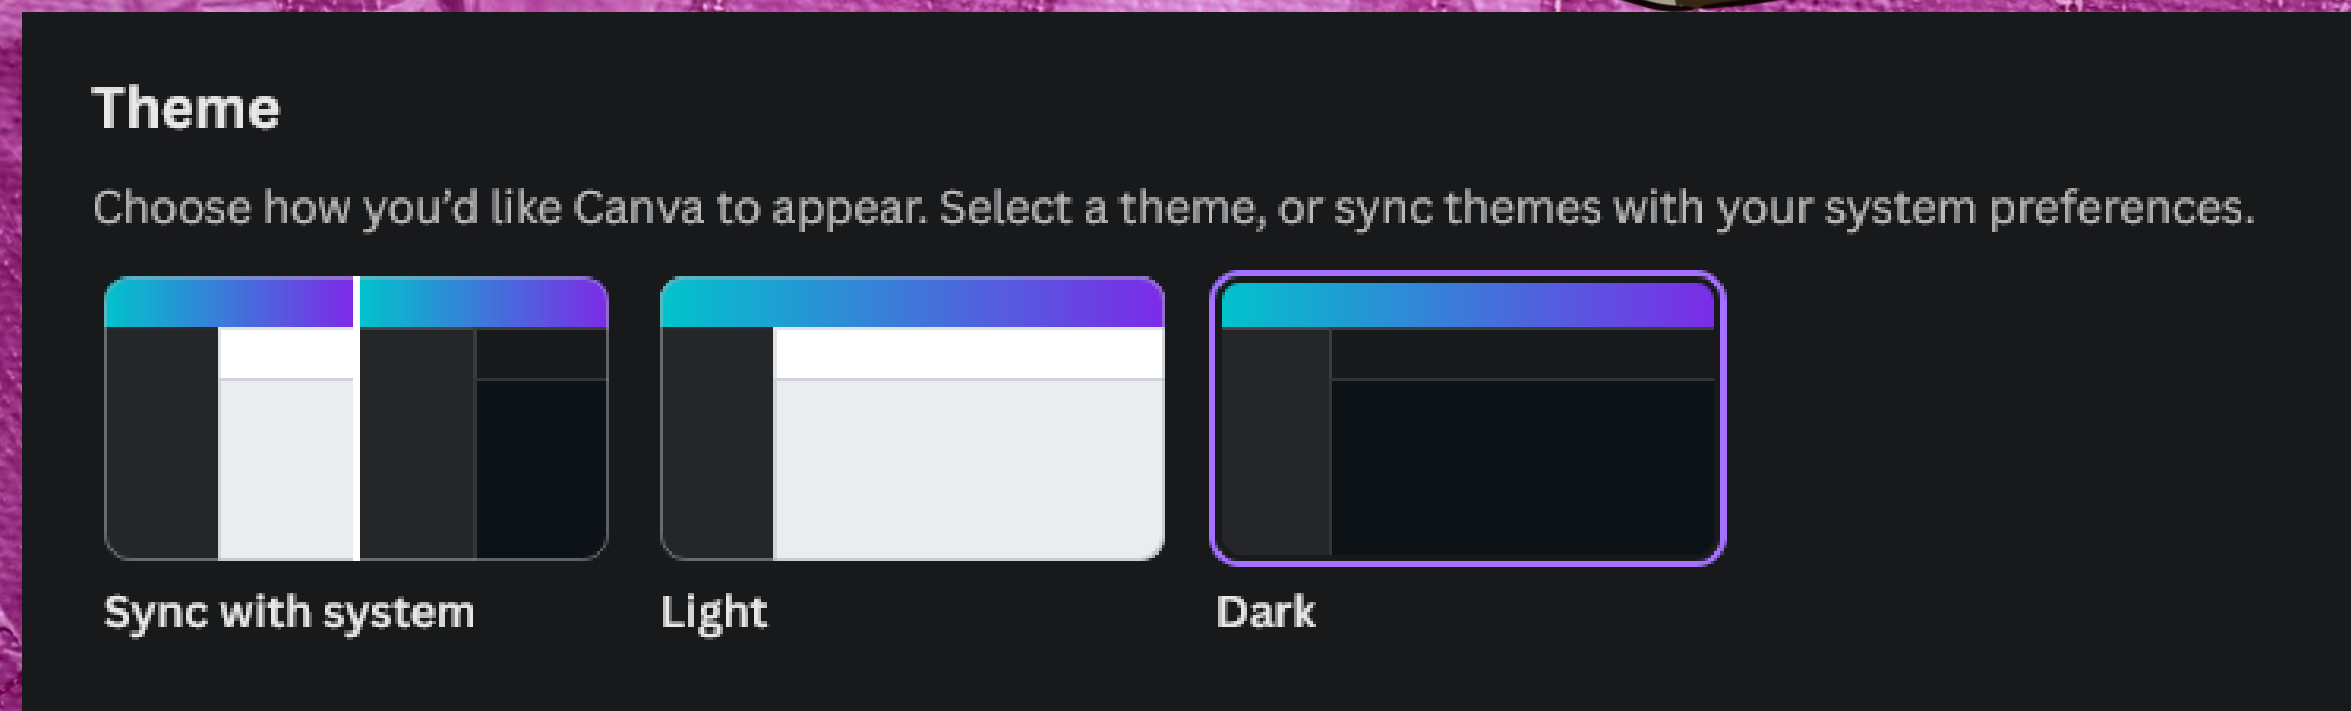 Theme
Choose how you’d like Canva to appear. Select a theme, or sync themes with your system preferences.
Sync with system
Light
Dark